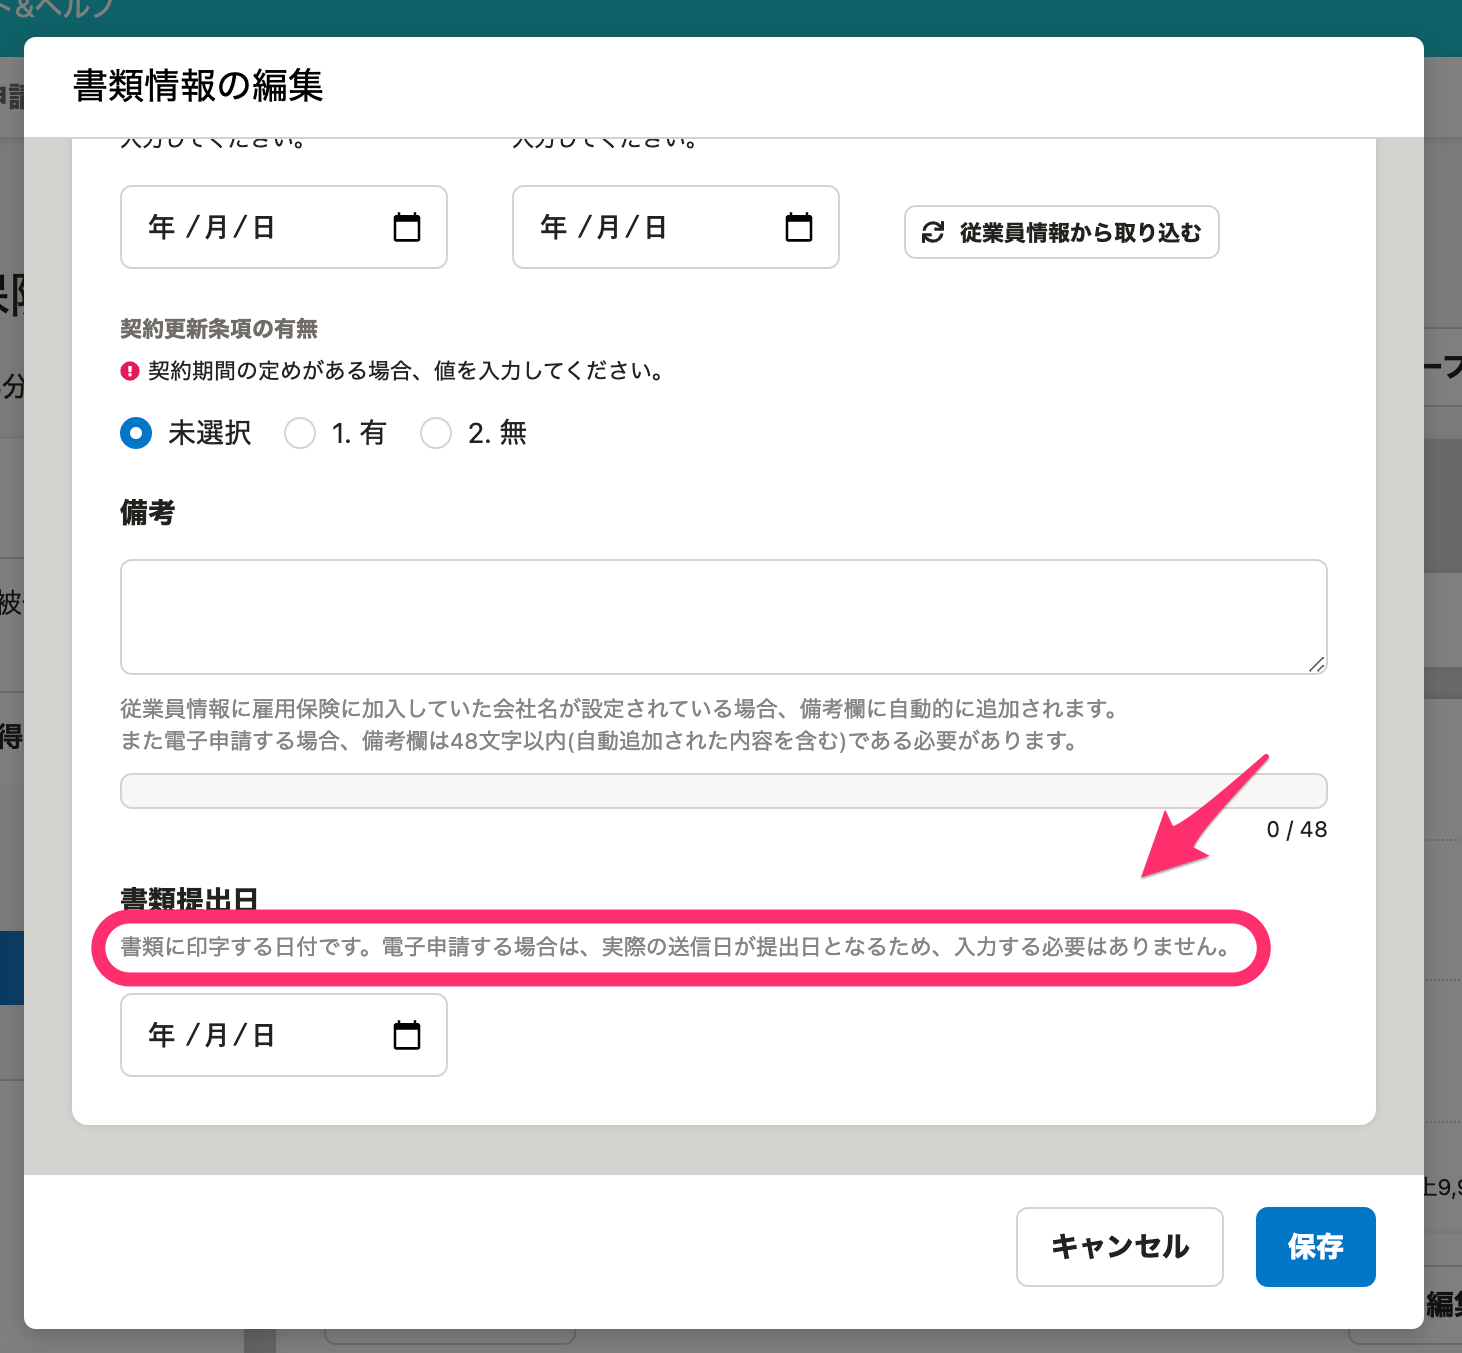 ト&ヘルプ
書類情報の編集
入力してください。
入力してください。
年 /月/日
年 /月/日
従業員情報から取り込む
契約更新条項の有無
契約期間の定めがある場合、値を入力してください。
未選択
1. 有
2. 無
備考
従業員情報に雇用保険に加入していた会社名が設定されている場合、備考欄に自動的に追加されます。
また電子申請する場合、備考欄は48文字以内(自動追加された内容を含む)である必要があります。
0 / 48
書類提出日
書類に印字する日付です。電子申請する場合は、実際の送信日が提出日となるため、入力する必要はありません。
年 /月/日
キャンセル
保存
分
被
得
編集